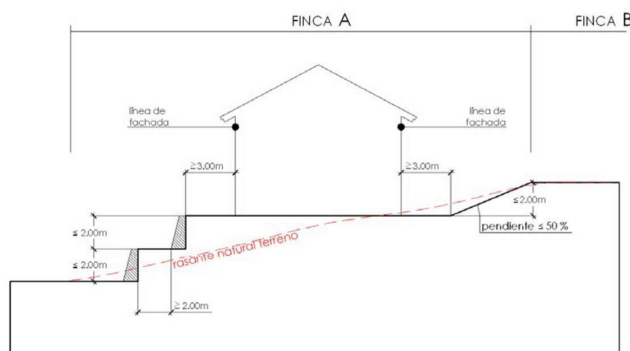 FINCA A
FINCA B
línea de
fachada
línea de
fachada
≥3.00m
≥3.00m
≤2.00m
pendiente ≤ 50 %
≤ 2.00m
≤ 2.00m
rasante natural terreno
≥ 2.00m